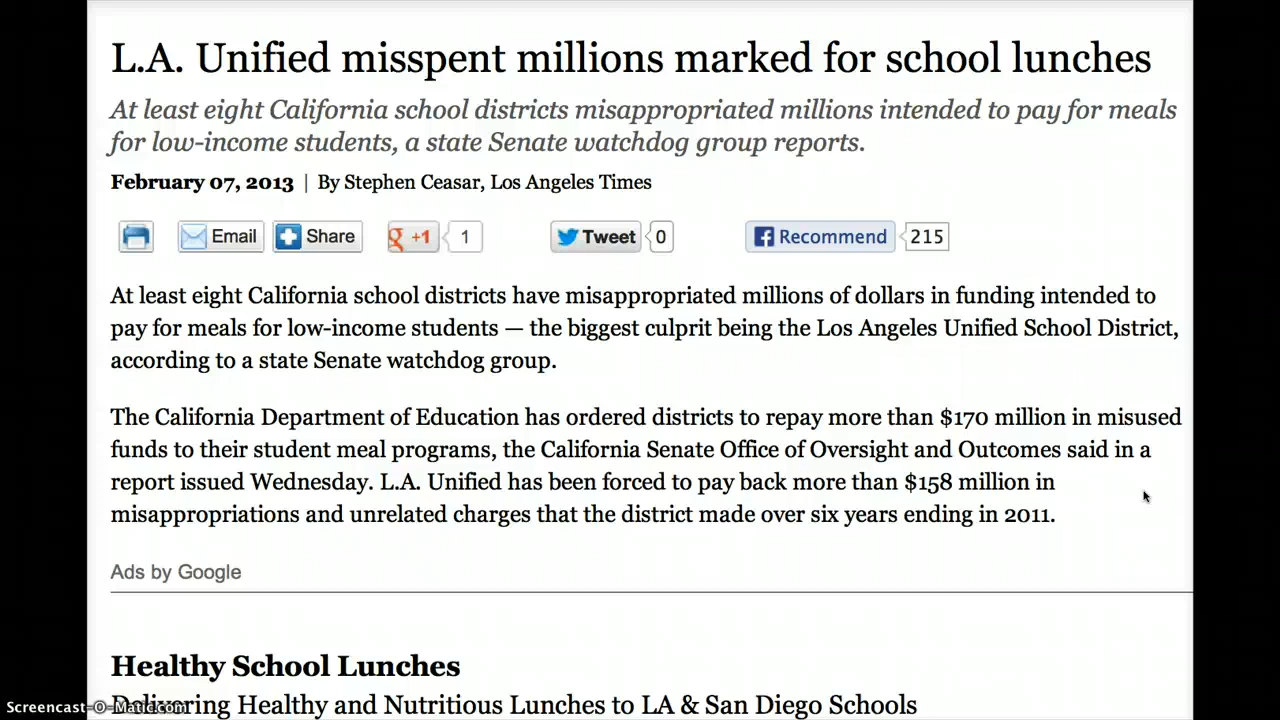 L.A. Unified misspent millions marked for school lunches
At least eight California school districts misappropriated millions intended to pay for meals
for low-income students, a state Senate watchdog group reports.
February 07, 2013 | By Stephen Ceasar, Los Angeles Times
Email Share g +1 1 Tweet 0 Recommend 215
At least eight California school districts have misappropriated millions of dollars in funding intended to
pay for meals for low-income students — the biggest culprit being the Los Angeles Unified School District,
according to a state Senate watchdog group.
The California Department of Education has ordered districts to repay more than $170 million in misused
funds to their student meal programs, the California Senate Office of Oversight and Outcomes said in a
report issued Wednesday. L.A. Unified has been forced to pay back more than $158 million in
misappropriations and unrelated charges that the district made over six years ending in 2011.
Ads by Google
Healthy School Lunches
Delivering Healthy and Nutritious Lunches to LA & San Diego Schools
Screencast-O-Matic.com